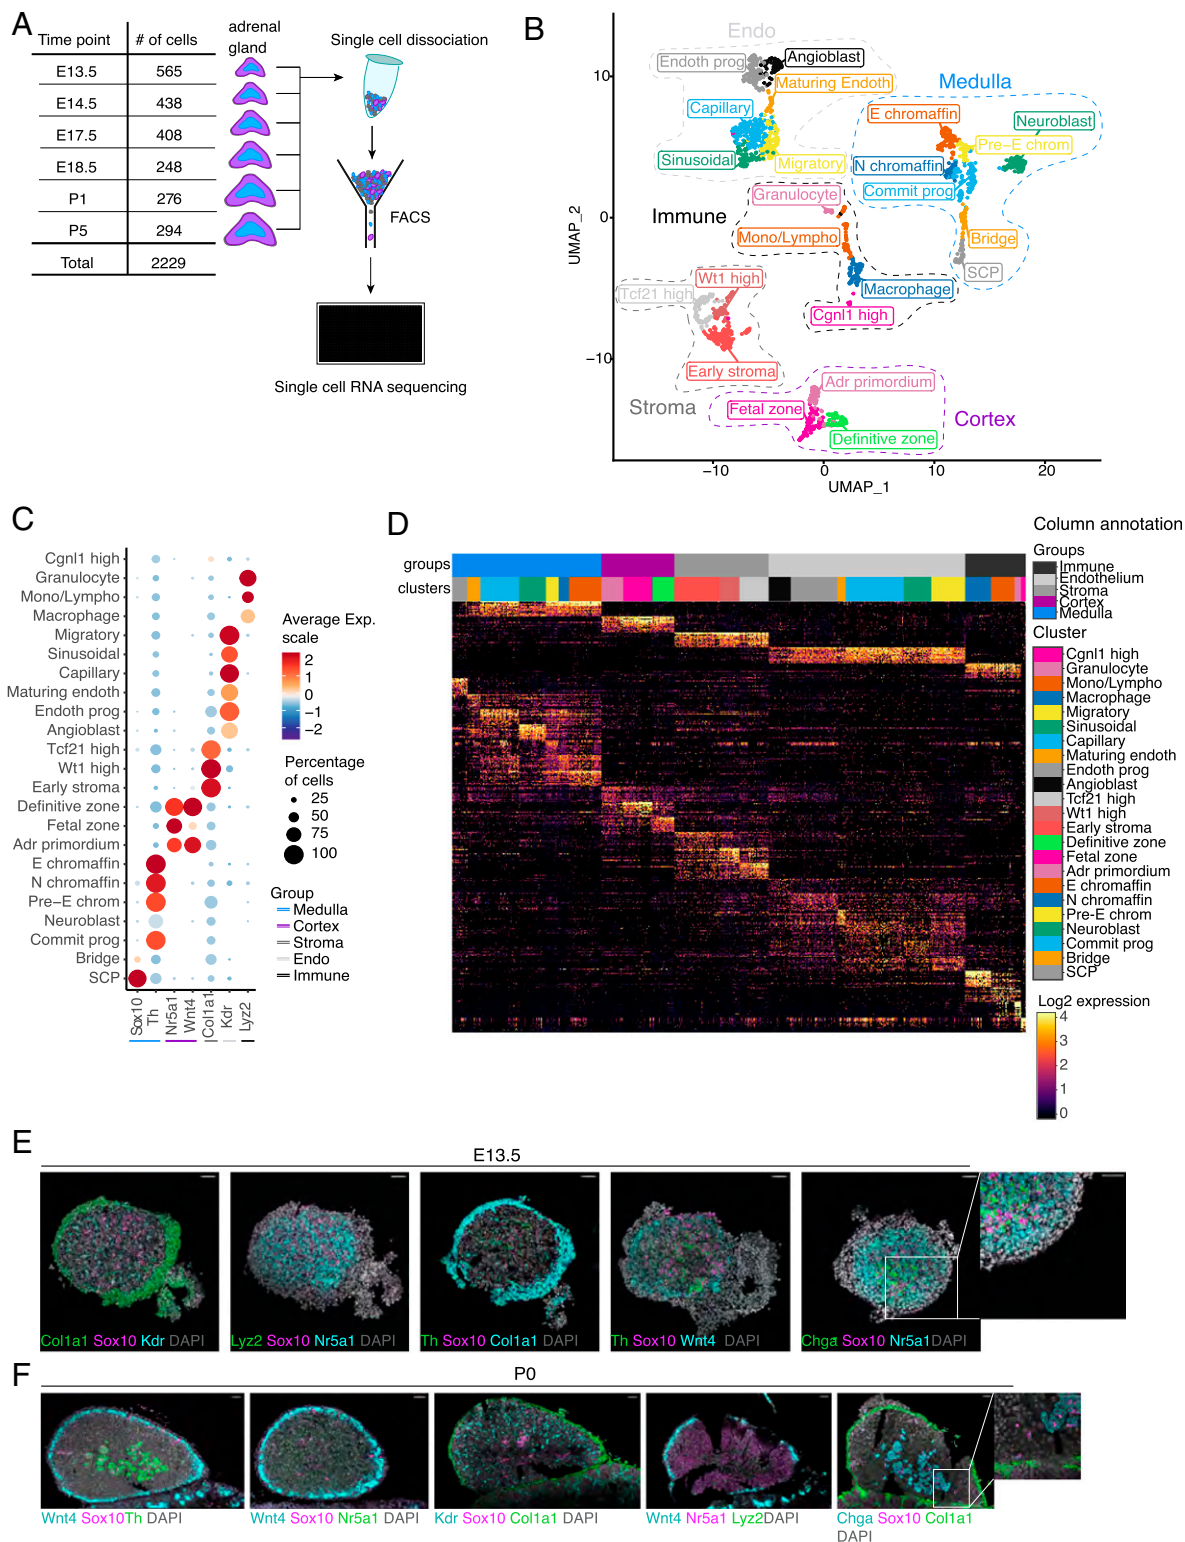 A
Time point # of cells
E13.5 565
E14.5 438
E17.5 408
E18.5 248
P1 276
P5 294
Total 2229
adrenal
gland
Single cell dissociation
FACS
Single cell RNA sequencing
B
Endo
Endoth prog
Angioblast
Maturing Endoth
Capillary
Sinusoidal
Migratory
Medulla
E chromaffin
Neuroblast
Pre-E chrom
N chromaffin
Commit prog
Bridge
SCP
Immune
Granulocyte
Mono/Lympho
Macrophage
Cgnl1 high
Wt1 high
Tcf21 high
Early stroma
Stroma
Adr primordium
Fetal zone
Definitive zone
Cortex
10
0
−10
UMAP_2
−10 0 10 20
UMAP_1
C
Cgnl1 high
Granulocyte
Mono/Lympho
Macrophage
Migratory
Sinusoidal
Capillary
Maturing endoth
Endoth prog
Angioblast
Tcf21 high
Wt1 high
Early stroma
Definitive zone
Fetal zone
Adr primordium
E chromaffin
N chromaffin
Pre−E chrom
Neuroblast
Commit prog
Bridge
SCP
Sox10
Th
Nr5a1
Wnt4
Col1a1
Kdr
Lyz2
Average Exp.
scale
2
1
0
−1
−2
Percentage
of cells
25
50
75
100
Group
Medulla
Cortex
Stroma
Endo
Immune
D
groups
clusters
Column annotation
Groups
Immune
Endothelium
Stroma
Cortex
Medulla
Cluster
Cgnl1 high
Granulocyte
Mono/Lympho
Macrophage
Migratory
Sinusoidal
Capillary
Maturing endoth
Endoth prog
Angioblast
Tcf21 high
Wt1 high
Early stroma
Definitive zone
Fetal zone
Adr primordium
E chromaffin
N chromaffin
Pre-E chrom
Neuroblast
Commit prog
Bridge
SCP
Log2 expression
4
3
2
1
0
E
E13.5
Col1a1 Sox10 Kdr DAPI
Lyz2 Sox10 Nr5a1 DAPI
Th Sox10 Col1a1 DAPI
Th Sox10 Wnt4 DAPI
Chga Sox10 Nr5a1DAPI
F
P0
Wnt4 Sox10Th DAPI
Wnt4 Sox10 Nr5a1 DAPI
Kdr Sox10 Col1a1 DAPI
Wnt4 Nr5a1 Lyz2DAPI
Chga Sox10 Col1a1
DAPI